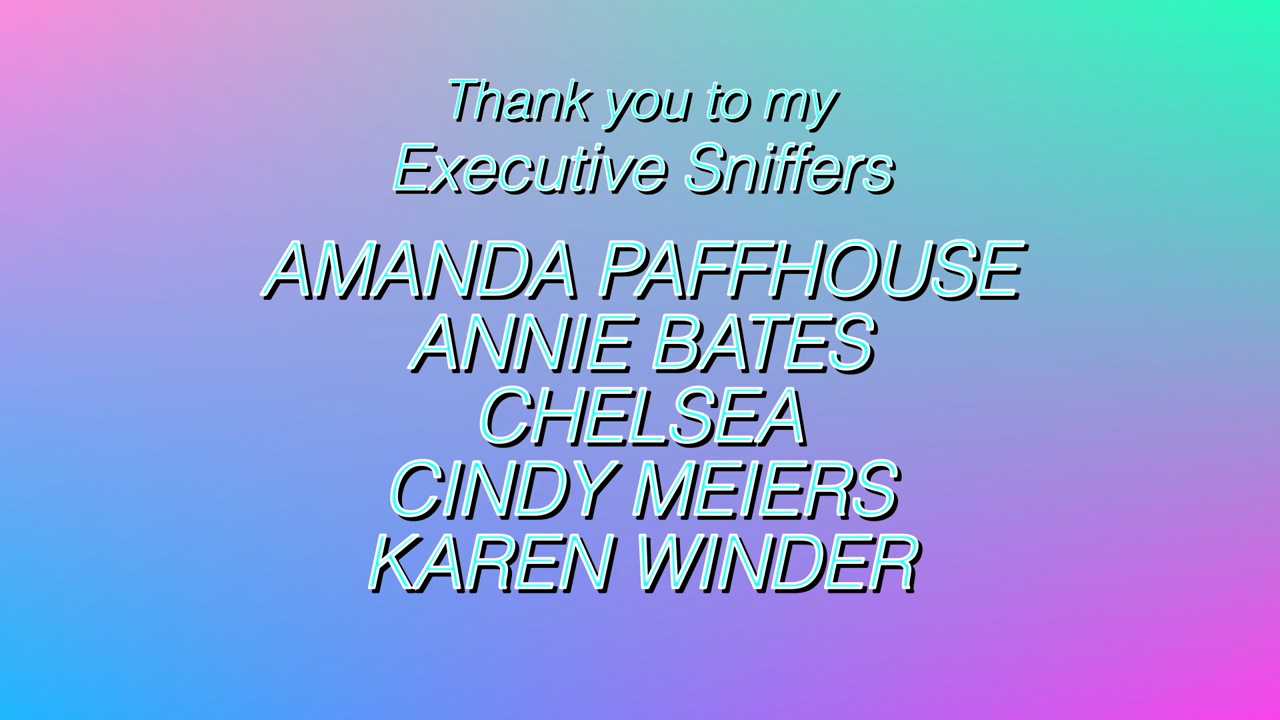 Thank you to my
Executive Sniffers
AMANDA PAFFHOUSE
ANNIE BATES
CHELSEA
CINDY MEIERS
KAREN WINDER